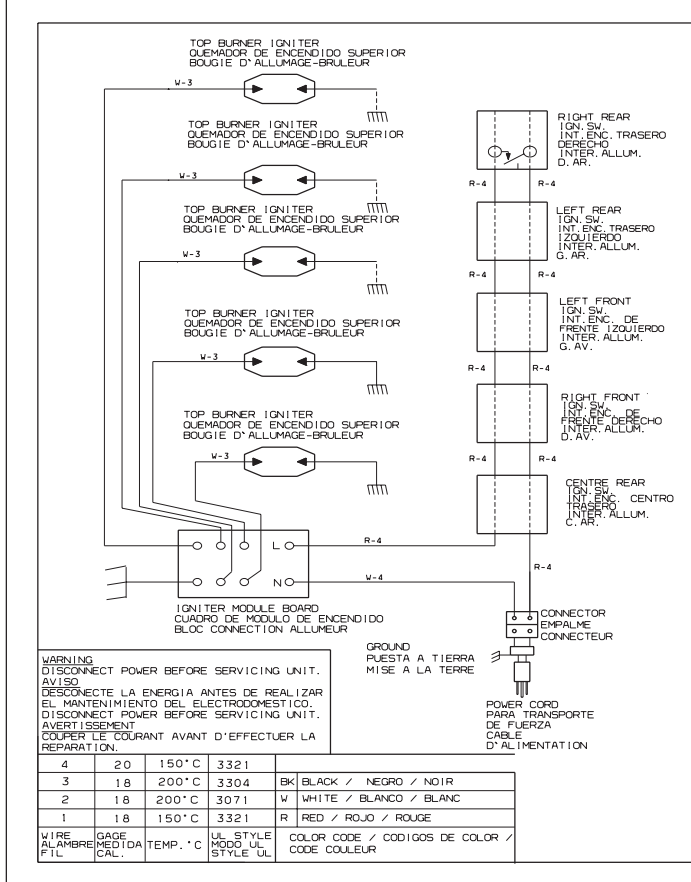 TOP BURNER IGNITER
QUEMADOR DE ENCENDIDO SUPERIOR
BOUGIE D`ALLUMAGE-BRULEUR
W-3
TOP BURNER IGNITER
QUEMADOR DE ENCENDIDO SUPERIOR
BOUGIE D`ALLUMAGE-BRULEUR
W-3
TOP BURNER IGNITER
QUEMADOR DE ENCENDIDO SUPERIOR
BOUGIE D`ALLUMAGE-BRULEUR
W-3
TOP BURNER IGNITER
QUEMADOR DE ENCENDIDO SUPERIOR
BOUGIE D`ALLUMAGE-BRULEUR
W-3
TOP BURNER IGNITER
QUEMADOR DE ENCENDIDO SUPERIOR
BOUGIE D`ALLUMAGE-BRULEUR
W-3
RIGHT REAR
IGN.SW.
INT.ENC.TRASERO
DERECHO
INTER.ALLUM.
D.AR.
R-4 R-4
LEFT REAR
IGN.SW.
INT.ENC.TRASERO
IZQUIERDO
INTER.ALLUM.
G.AR.
R-4 R-4
LEFT FRONT
IGN.SW.
INT.ENC. DE
FRENTE IZQUIERDO
INTER.ALLUM.
G.AV.
R-4 R-4
RIGHT FRONT
IGN.SW.
INT.ENC. DE
FRENTE DERECHO
INTER.ALLUM.
D.AV.
R-4 R-4
CENTRE REAR
IGN.SW.
INT.ENC. CENTRO
TRASERO
INTER.ALLUM.
C.AR.
L
R-4
R-4
N
W-4
IGNITER MODULE BOARD
CUADRO DE MODULO DE ENCENDIDO
BLOC CONNECTION ALLUMEUR
CONNECTOR
EMPALME
CONNECTEUR
GROUND
PUESTA A TIERRA
MISE A LA TERRE
POWER CORD
PARA TRANSPORTE
DE FUERZA
CABLE
D`ALIMENTATION
WARNING
DISCONNECT POWER BEFORE SERVICING UNIT.
AVISO
DESCONECTE LA ENERGIA ANTES DE REALIZAR
EL MANTENIMIENTO DEL ELECTRODOMESTICO.
DISCONNECT POWER BEFORE SERVICING UNIT.
AVERTISSEMENT
COUPER LE COURANT AVANT D'EFFECTUER LA
REPARATION.
4 20 150°C 3321
3 18 200°C 3304 BK BLACK / NEGRO / NOIR
2 18 200°C 3071 W WHITE / BLANCO / BLANC
1 18 150°C 3321 R RED / ROJO / ROUGE
WIRE GAGE TEMP.°C UL STYLE COLOR CODE / CODIGOS DE COLOR /
ALAMBRE MEDIDA MODO UL CODE COULEUR
FIL CAL. STYLE UL